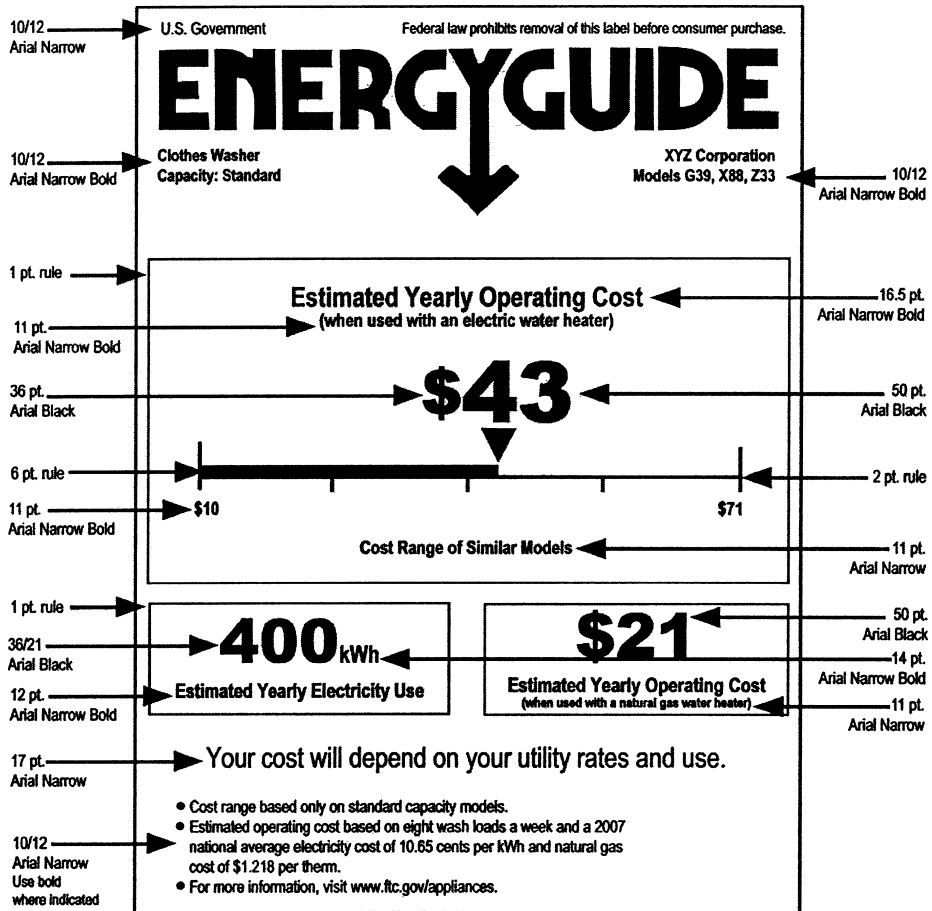 10/12
Arial Narrow
U.S. Government
Federal law prohibits removal of this label before consumer purchase.
ENERGYGUIDE
10/12
Arial Narrow Bold
Clothes Washer
Capacity: Standard
XYZ Corporation
Models G39, X88, Z33
10/12
Arial Narrow Bold
1 pt. rule
Estimated Yearly Operating Cost
16.5 pt.
Arial Narrow Bold
(when used with an electric water heater)
11 pt.
Arial Narrow Bold
36 pt.
Arial Black
$43
50 pt.
Arial Black
6 pt. rule
2 pt. rule
11 pt.
Arial Narrow Bold
$10
$71
Cost Range of Similar Models
11 pt.
Arial Narrow
1 pt. rule
36/21
Arial Black
400 kWh
$21
50 pt.
Arial Black
14 pt.
Arial Narrow Bold
12 pt.
Arial Narrow Bold
Estimated Yearly Electricity Use
Estimated Yearly Operating Cost
(when used with a natural gas water heater)
11 pt.
Arial Narrow
17 pt.
Arial Narrow
Your cost will depend on your utility rates and use.
10/12
Arial Narrow
Use bold
where indicated
● Cost range based only on standard capacity models.
● Estimated operating cost based on eight wash loads a week and a 2007
national average electricity cost of 10.65 cents per kWh and natural gas
cost of $1.218 per therm.
● For more information, visit www.ftc.gov/appliances.